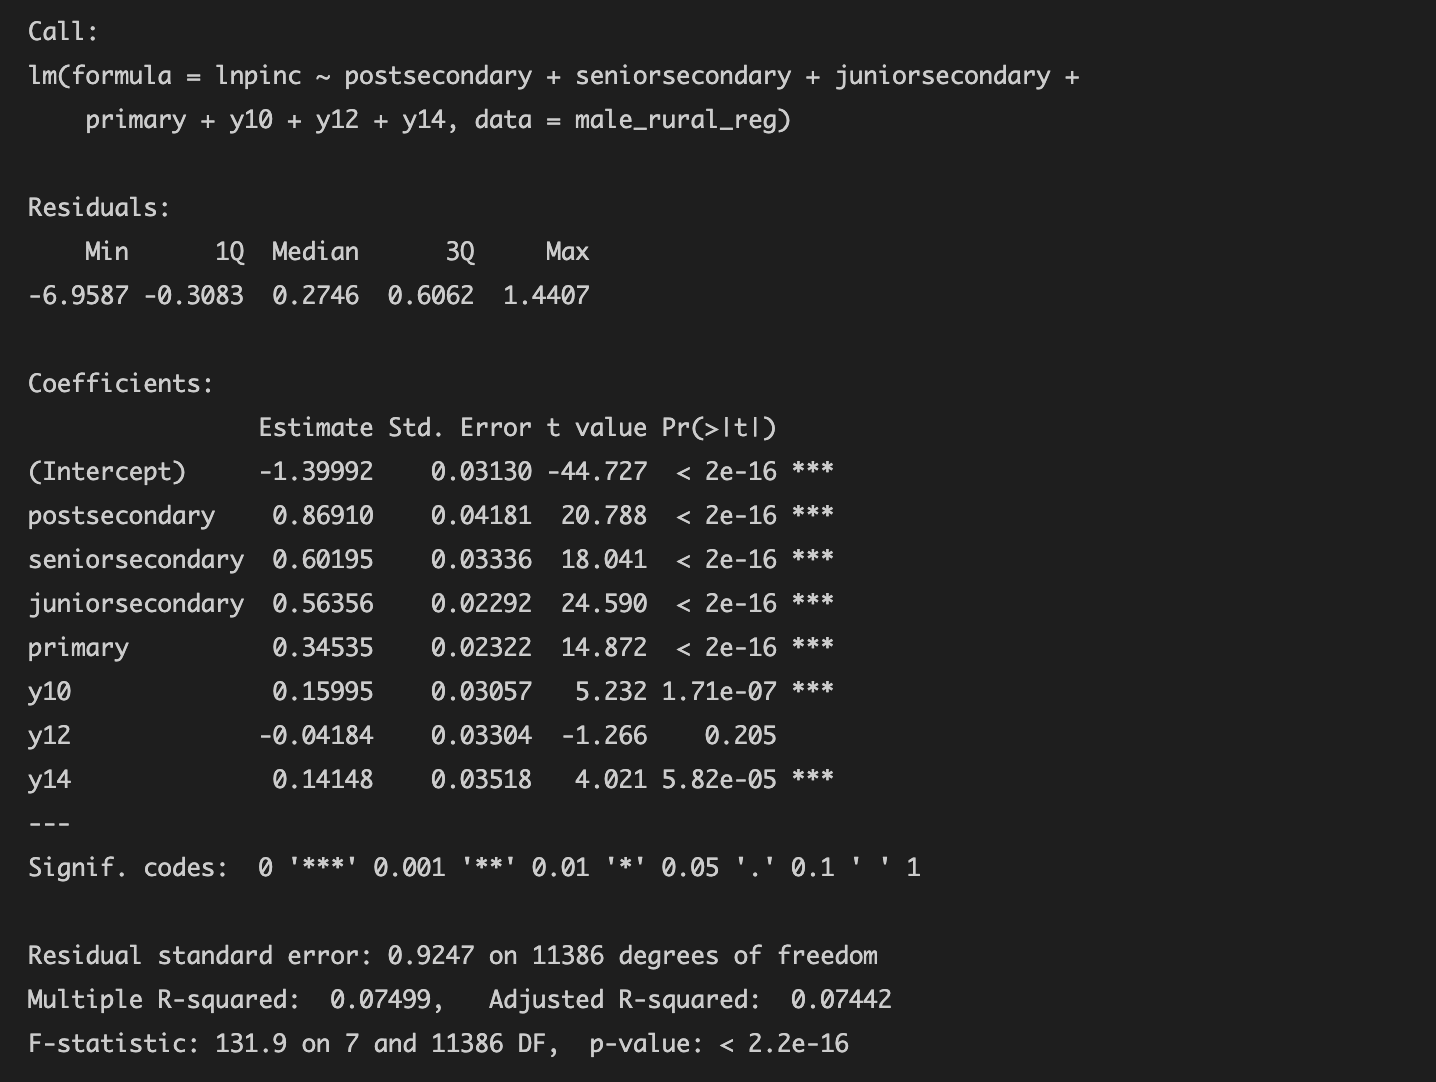 Call:
lm(formula = lnpinc ~ postsecondary + seniorsecondary + juniorsecondary +
    primary + y10 + y12 + y14, data = male_rural_reg)

Residuals:
    Min      1Q  Median      3Q     Max
-6.9587 -0.3083  0.2746  0.6062  1.4407

Coefficients:
                Estimate Std. Error t value Pr(>|t|)
(Intercept)     -1.39992    0.03130 -44.727  < 2e-16 ***
postsecondary    0.86910    0.04181  20.788  < 2e-16 ***
seniorsecondary  0.60195    0.03336  18.041  < 2e-16 ***
juniorsecondary  0.56356    0.02292  24.590  < 2e-16 ***
primary          0.34535    0.02322  14.872  < 2e-16 ***
y10              0.15995    0.03057   5.232 1.71e-07 ***
y12             -0.04184    0.03304  -1.266    0.205
y14              0.14148    0.03518   4.021 5.82e-05 ***
---
Signif. codes:  0 '***' 0.001 '**' 0.01 '*' 0.05 '.' 0.1 ' ' 1

Residual standard error: 0.9247 on 11386 degrees of freedom
Multiple R-squared:  0.07499,   Adjusted R-squared:  0.07442
F-statistic: 131.9 on 7 and 11386 DF,  p-value: < 2.2e-16